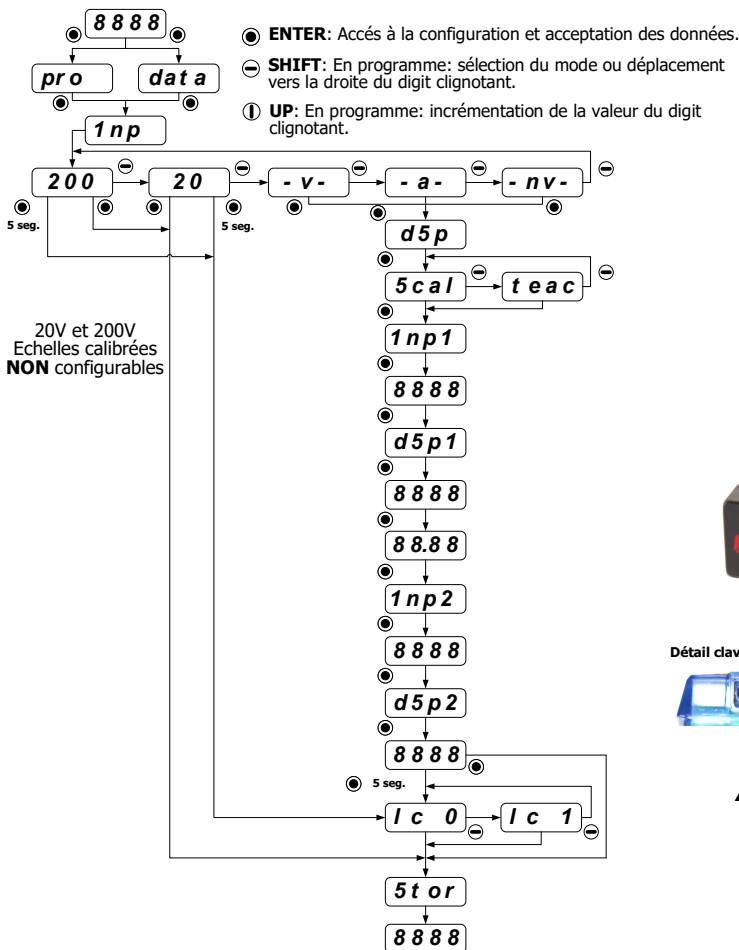 8888
ENTER: Accés à la configuration et acceptation des données.
SHIFT: En programme: sélection du mode ou déplacement
vers la droite du digit clignotant.
pro data
UP: En programme: incrémentation de la valeur du digit
clignotant.
1np
200 20 -v- -a- -nv-
5 seg. 5 seg.
d5p
5cal teac
20V et 200V
Echelles calibrées
NON configurables
1np1
8888
d5p1
8888
88.88
1np2
8888
Détail
d5p2
8888
5 seg.
lc 0 lc 1
5tor
8888